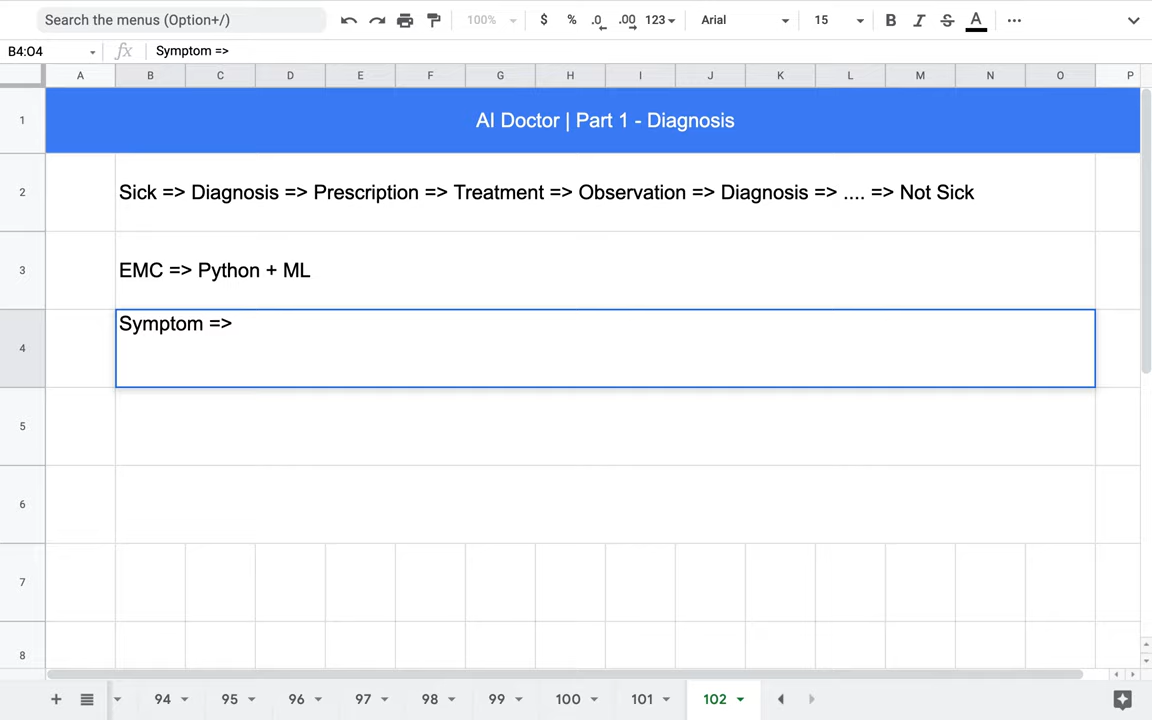 Search the menus (Option+/) 100% $ % .0 .00 123 Arial 15 B I S A ...
B4:O4 fx Symptom =>
A B C D E F G H I J K L M N O P
1 AI Doctor | Part 1 - Diagnosis
2 Sick => Diagnosis => Prescription => Treatment => Observation => Diagnosis => .... => Not Sick
3 EMC => Python + ML
4 Symptom =>
5
6
7
8
+ 94 95 96 97 98 99 100 101 102